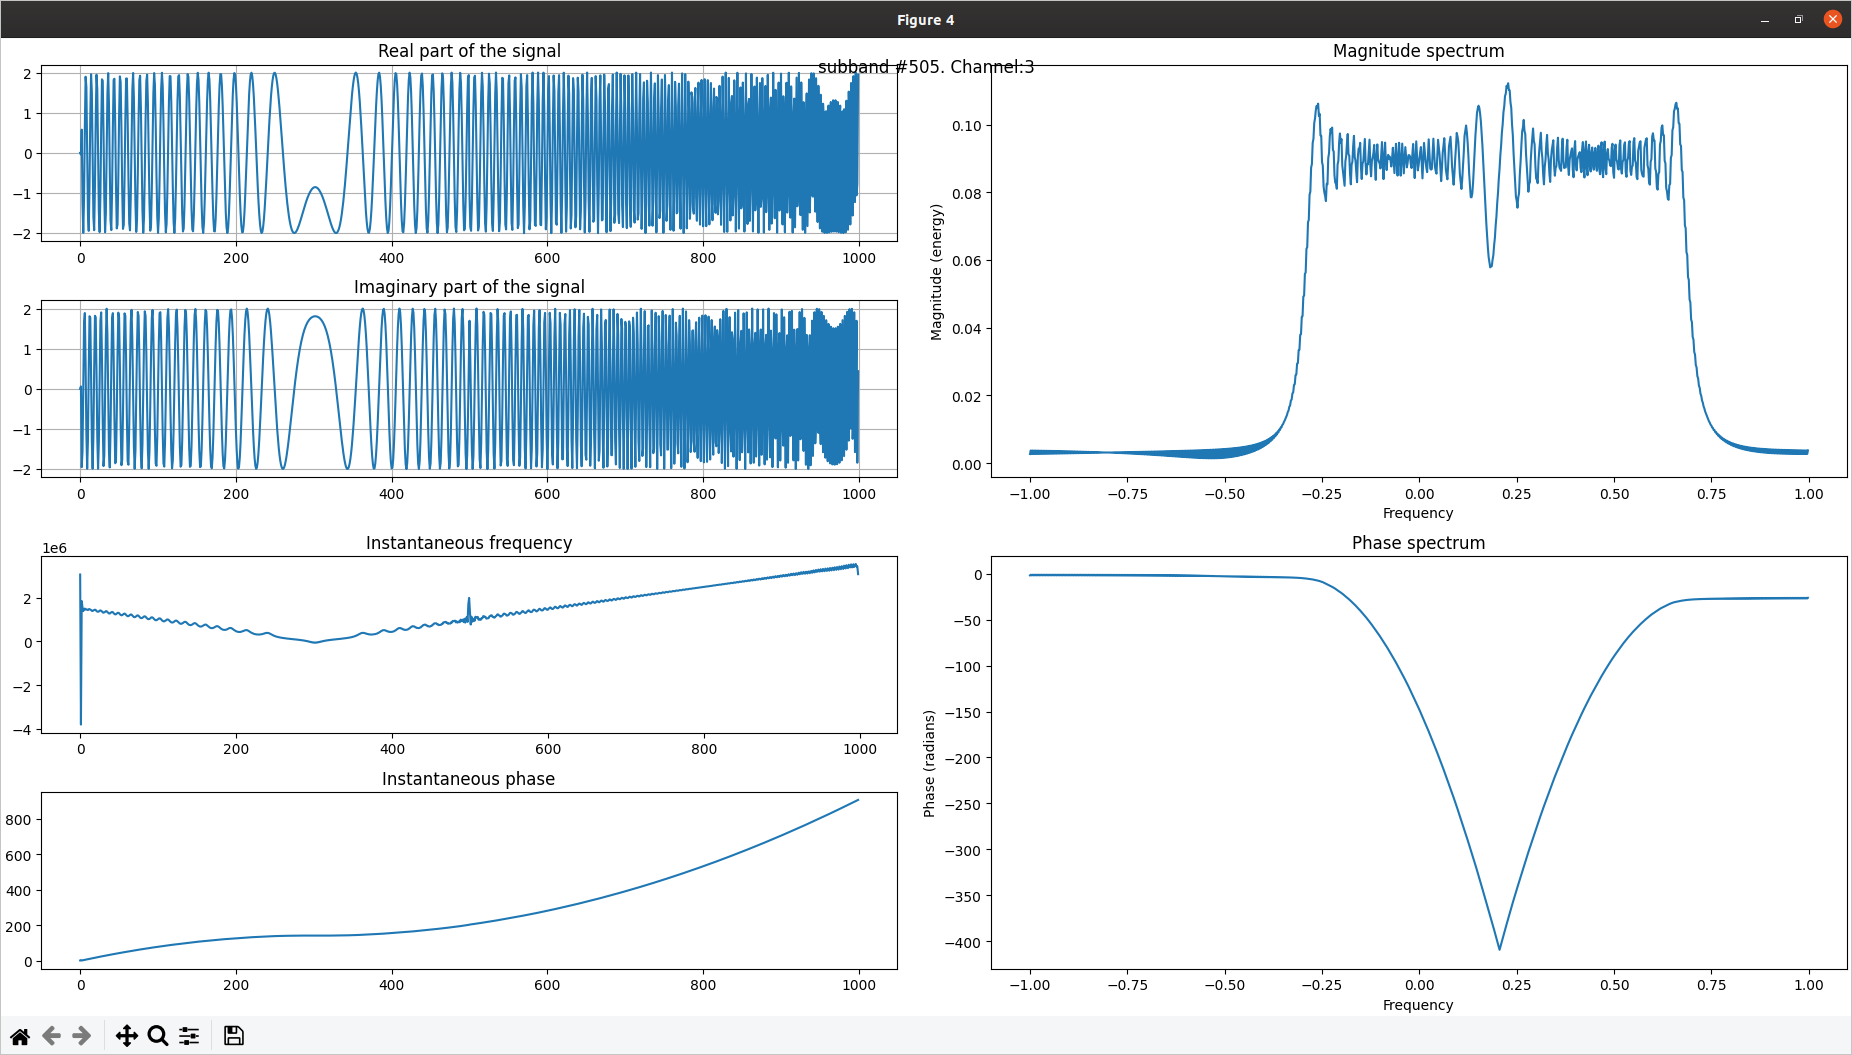 Figure 4
subband #505. Channel:3
Real part of the signal
2
1
0
−1
−2
0 200 400 600 800 1000
Imaginary part of the signal
2
1
0
−1
−2
0 200 400 600 800 1000
Instantaneous frequency
1e6
2
0
−2
−4
0 200 400 600 800 1000
Instantaneous phase
800
600
400
200
0
0 200 400 600 800 1000
Magnitude spectrum
Magnitude (energy)
0.10
0.08
0.06
0.04
0.02
0.00
−1.00 −0.75 −0.50 −0.25 0.00 0.25 0.50 0.75 1.00
Frequency
Phase spectrum
Phase (radians)
0
−50
−100
−150
−200
−250
−300
−350
−400
−1.00 −0.75 −0.50 −0.25 0.00 0.25 0.50 0.75 1.00
Frequency